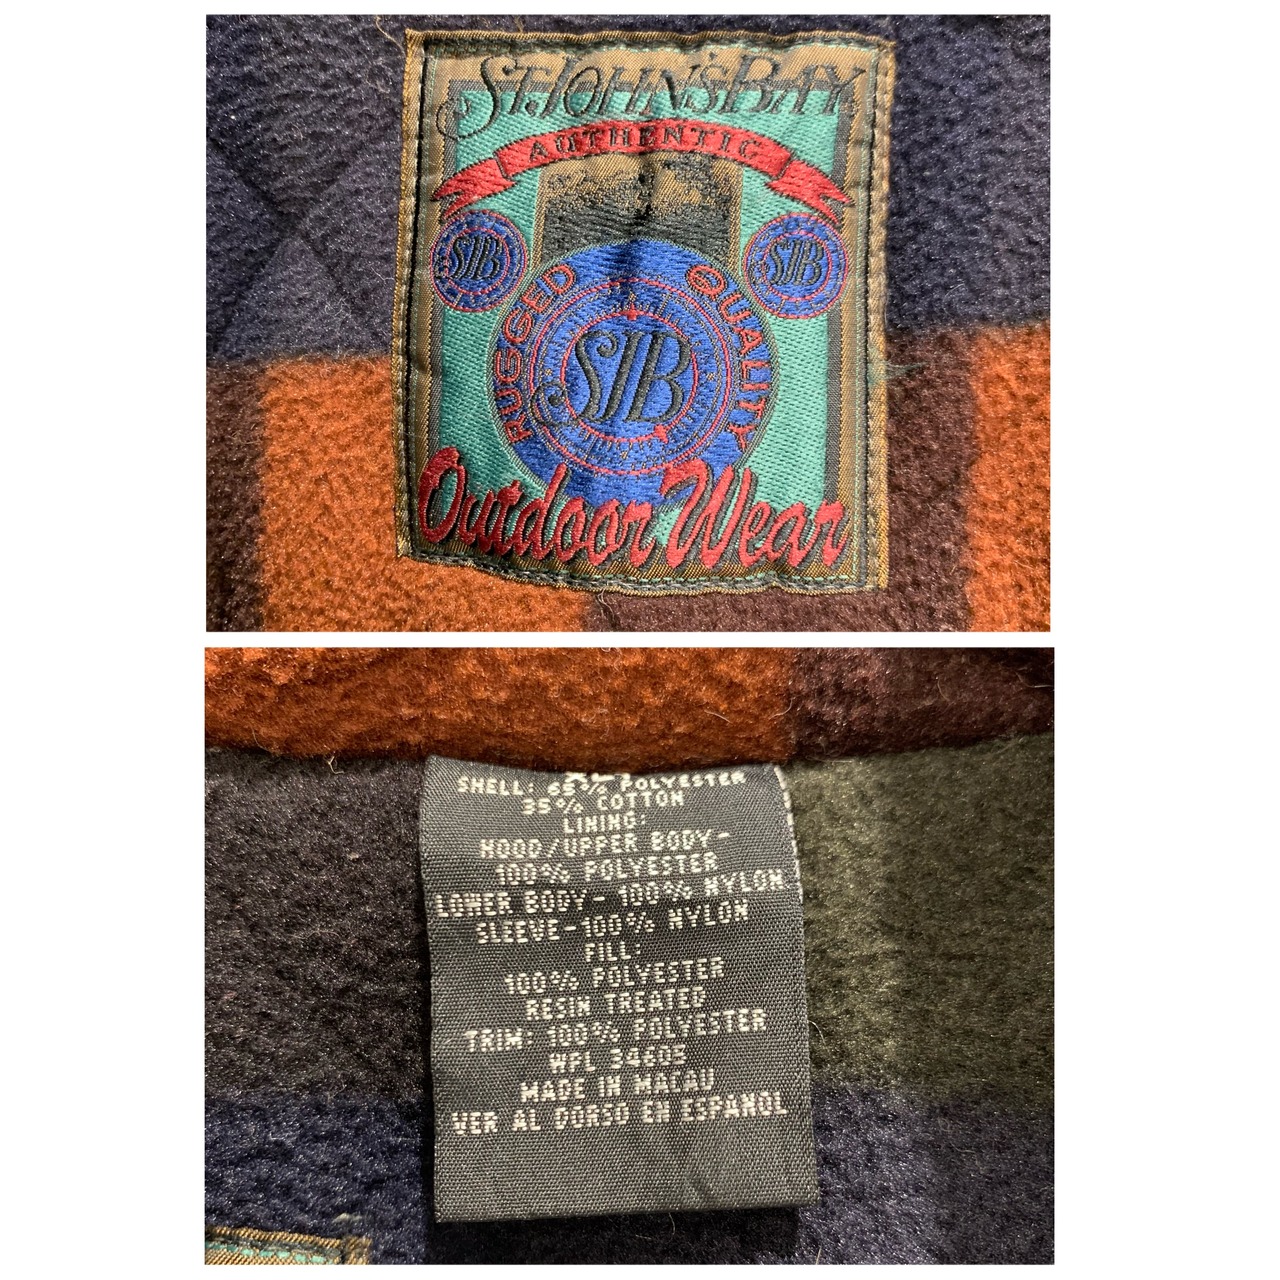 ST. JOHN'S BAY
AUTHENTIC
SJB
SJB
RUGGED QUALITY
SJB
Outdoor Wear
SHELL: 65% POLYESTER
35% COTTON
LINING:
HOOD/UPPER BODY-
100% POLYESTER
LOWER BODY- 100% NYLON
SLEEVE-100% NYLON
FILL:
100% POLYESTER
RESIN TREATED
TRIM: 100% POLYESTER
WPL 34605
MADE IN MACAU
VER AL DORSO EN ESPANOL